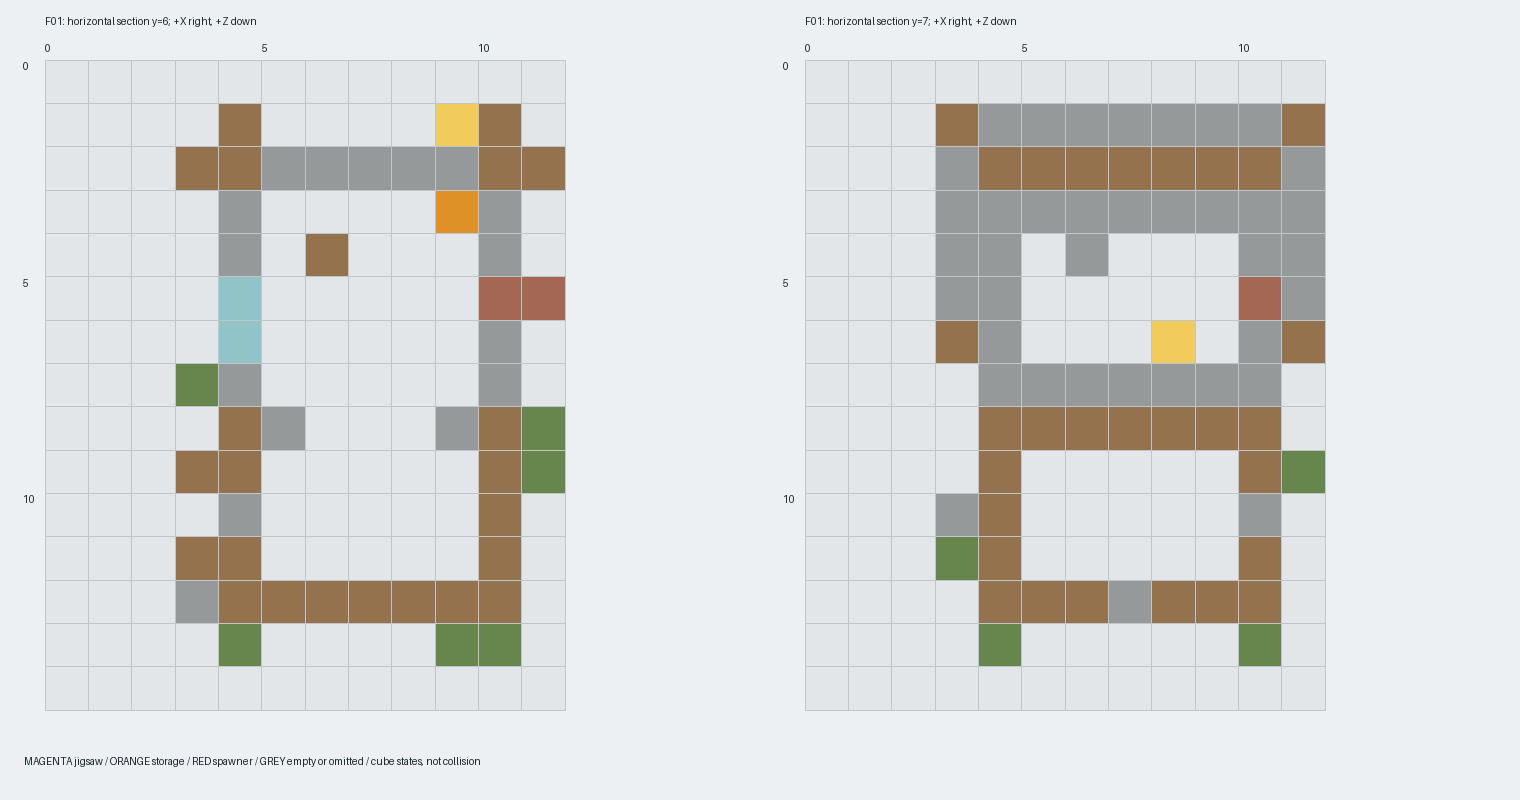 F01: horizontal section y=6; +X right, +Z down
F01: horizontal section y=7; +X right, +Z down
0 5 10
0 5 10
0
0
5
5
10
10
MAGENTA jigsaw / ORANGE storage / RED spawner / GREY empty or omitted / cube states, not collision